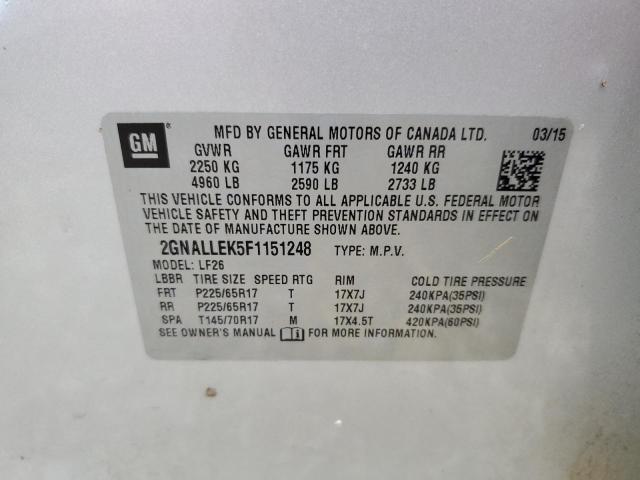 GM ® MFD BY GENERAL MOTORS OF CANADA LTD. 03/15
GVWR GAWR FRT GAWR RR
2250 KG 1175 KG 1240 KG
4960 LB 2590 LB 2733 LB
THIS VEHICLE CONFORMS TO ALL APPLICABLE U.S. FEDERAL MOTOR
VEHICLE SAFETY AND THEFT PREVENTION STANDARDS IN EFFECT ON
THE DATE OF MANUFACTURE SHOWN ABOVE.
2GNALLEK5F1151248 TYPE: M.P.V.
MODEL: LF26
LBBR TIRE SIZE SPEED RTG RIM COLD TIRE PRESSURE
FRT P225/65R17 T 17X7J 240KPA(35PSI)
RR P225/65R17 T 17X7J 240KPA(35PSI)
SPA T145/70R17 M 17X4.5T 420KPA(60PSI)
SEE OWNER'S MANUAL FOR MORE INFORMATION.